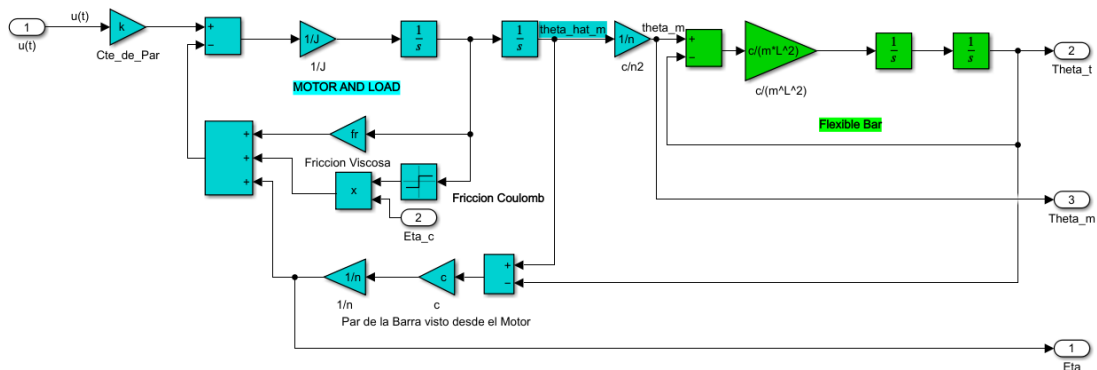 1
u(t)
u(t)
k
Cte_de_Par
+
−
1/J
1/J
1
s
1
s
theta_hat_m
1/n
c/n2
theta_m
+
−
c/(m*L^2)
c/(m^L^2)
1
s
1
s
2
Theta_t
MOTOR AND LOAD
Flexible Bar
+
+
+
fr
Friccion Viscosa
x
Friccion Coulomb
2
Eta_c
3
Theta_m
1/n
1/n
c
c
+
−
Par de la Barra visto desde el Motor
1
Eta